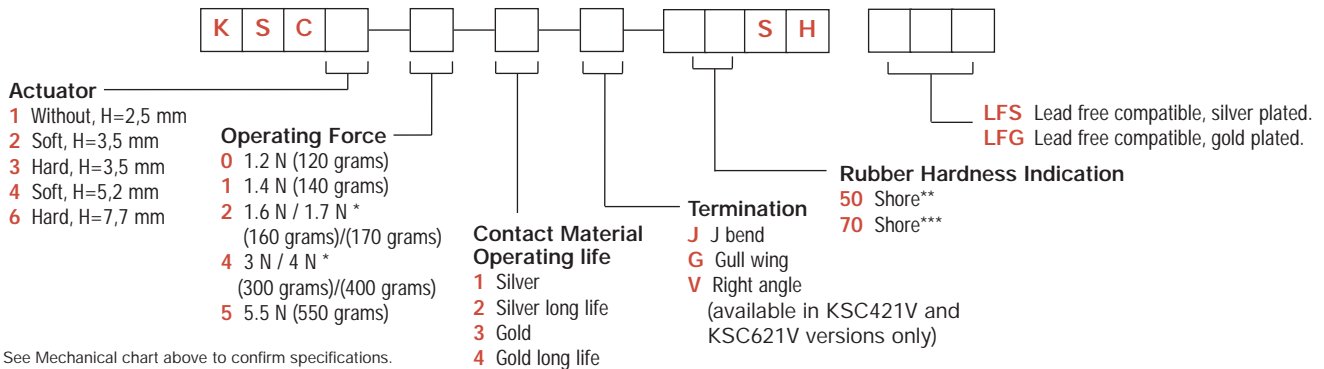 K S C S H
Actuator
1 Without, H=2,5 mm
2 Soft, H=3,5 mm
3 Hard, H=3,5 mm
4 Soft, H=5,2 mm
6 Hard, H=7,7 mm
Operating Force
0 1.2 N (120 grams)
1 1.4 N (140 grams)
2 1.6 N / 1.7 N *
(160 grams)/(170 grams)
4 3 N / 4 N *
(300 grams)/(400 grams)
5 5.5 N (550 grams)
See Mechanical chart above to confirm specifications.
Contact Material
Operating life
1 Silver
2 Silver long life
3 Gold
4 Gold long life
Termination
J J bend
G Gull wing
V Right angle
(available in KSC421V and
KSC621V versions only)
Rubber Hardness Indication
50 Shore**
70 Shore***
LFS Lead free compatible, silver plated.
LFG Lead free compatible, gold plated.